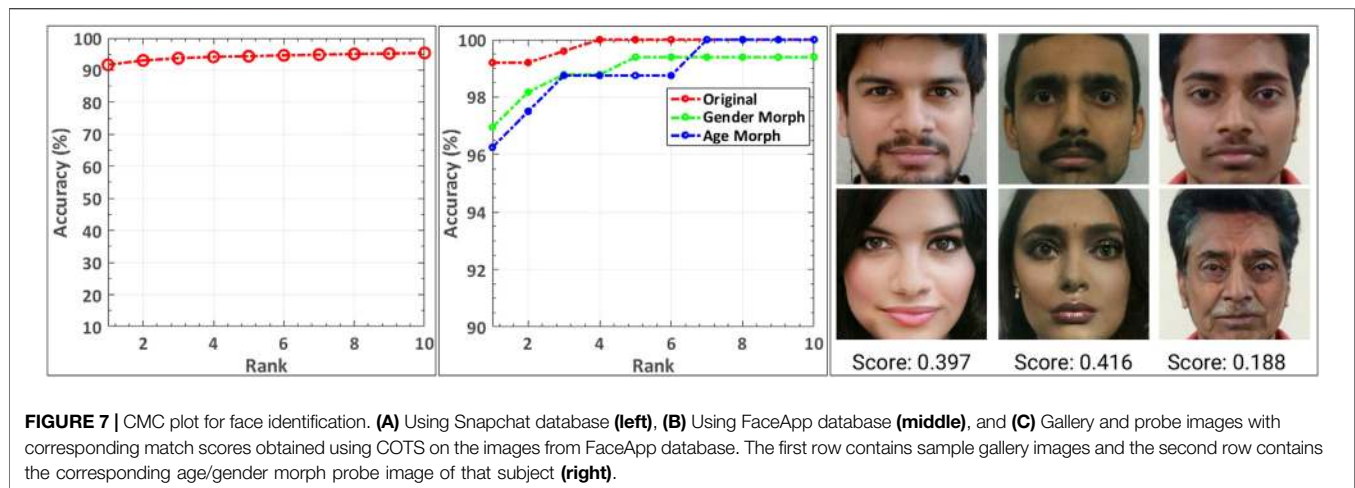 100
90
80
70
60
50
40
30
20
10
Accuracy (%)
2 4 6 8 10
Rank
100
98
96
94
92
90
Accuracy (%)
Original
Gender Morph
Age Morph
2 4 6 8 10
Rank
Score: 0.397 Score: 0.416 Score: 0.188
FIGURE 7 | CMC plot for face identification. (A) Using Snapchat database (left), (B) Using FaceApp database (middle), and (C) Gallery and probe images with
corresponding match scores obtained using COTS on the images from FaceApp database. The first row contains sample gallery images and the second row contains
the corresponding age/gender morph probe image of that subject (right).